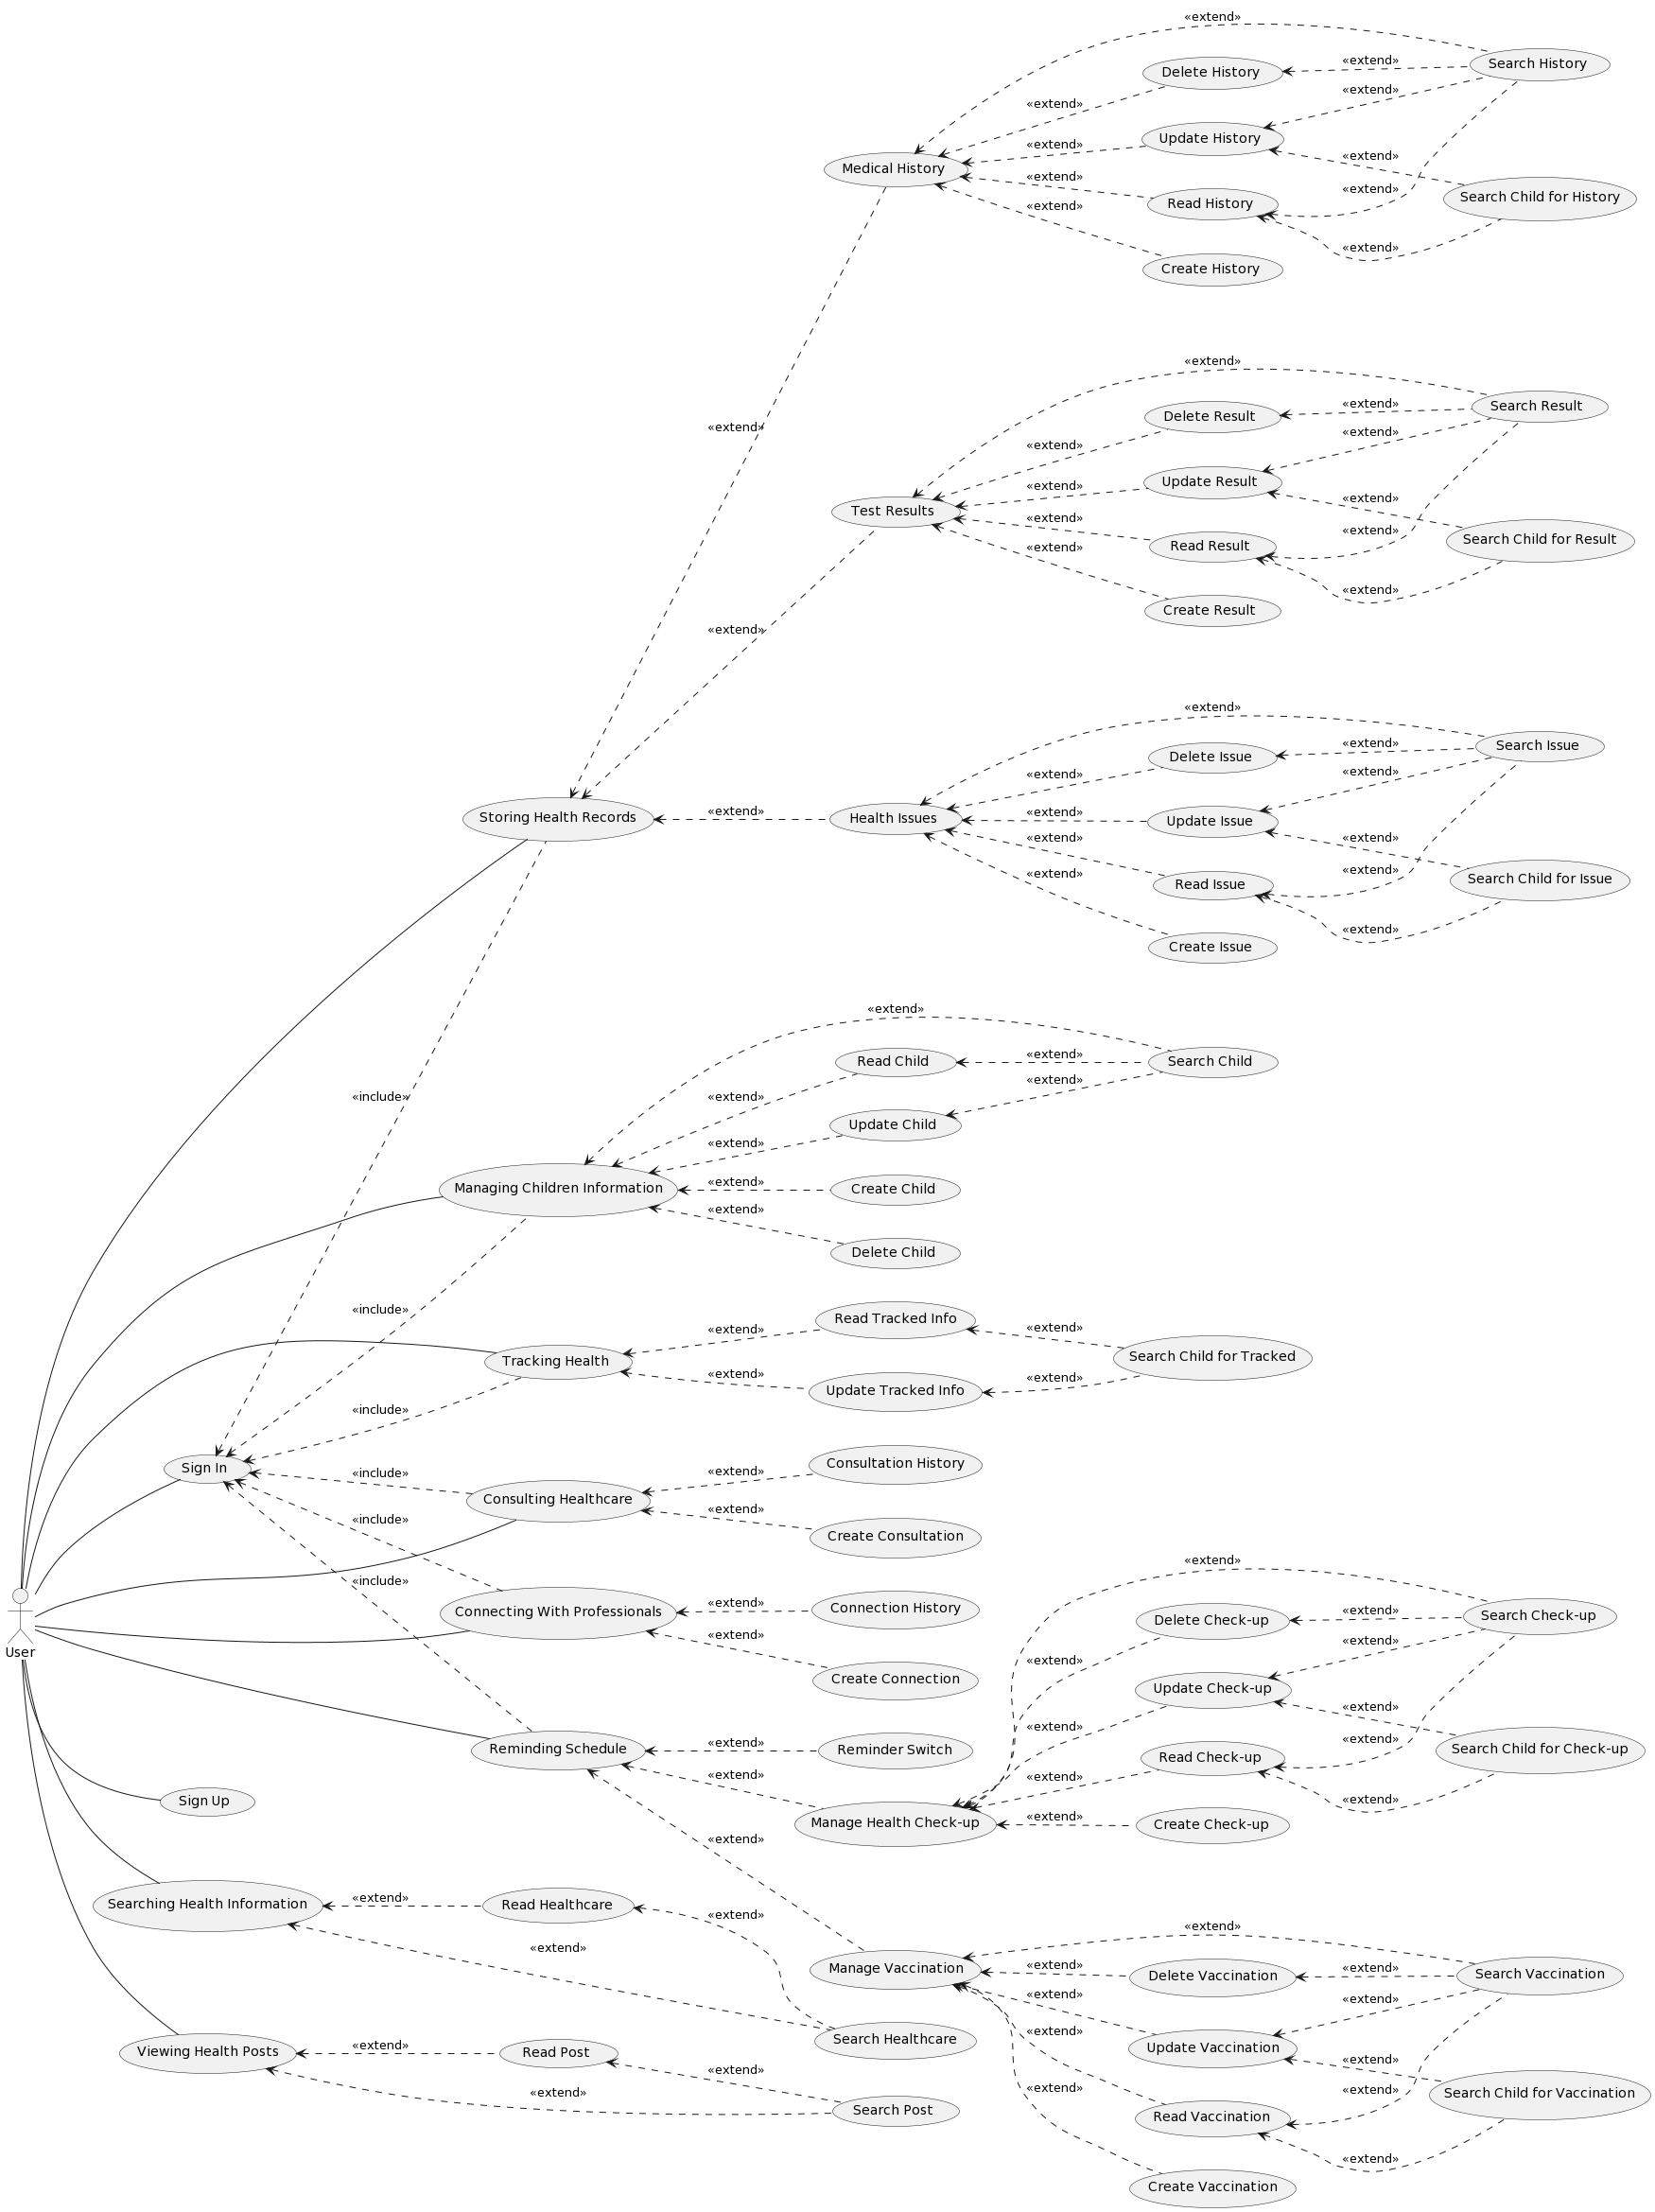 «extend»
Search History
«extend»
Delete History
«extend»
«extend»
Update History
«extend»
«extend»
Medical History
«extend»
«extend»
Search Child for History
Read History
«extend»
«extend»
Create History
«extend»
«extend»
Search Result
«extend»
Delete Result
«extend»
«extend»
Update Result
«extend»
«extend»
Test Results
«extend»
«extend»
Search Child for Result
Read Result
«extend»
«extend»
Create Result
«extend»
«extend»
Search Issue
«extend»
Delete Issue
«extend»
«extend»
Storing Health Records
«extend»
Health Issues
«extend»
Update Issue
«extend»
«extend»
«extend»
Search Child for Issue
Read Issue
«extend»
«extend»
Create Issue
«extend»
Read Child
«extend»
Search Child
«extend»
«extend»
«include»
Update Child
«extend»
Managing Children Information
«extend»
Create Child
«extend»
Delete Child
«include»
Read Tracked Info
«extend»
«extend»
Search Child for Tracked
Tracking Health
«extend»
Update Tracked Info
«extend»
«include»
Sign In
«include»
Consulting Healthcare
«extend»
Consultation History
«extend»
Create Consultation
«include»
«extend»
«include»
Connecting With Professionals
«extend»
Connection History
Delete Check-up
«extend»
Search Check-up
«extend»
User
«extend»
Create Connection
«extend»
Update Check-up
«extend»
«extend»
Reminding Schedule
«extend»
Reminder Switch
Read Check-up
«extend»
Search Child for Check-up
«extend»
«extend»
«extend»
Sign Up
Manage Health Check-up
«extend»
Create Check-up
«extend»
Searching Health Information
«extend»
Read Healthcare
«extend»
«extend»
«extend»
Manage Vaccination
«extend»
Delete Vaccination
«extend»
Search Vaccination
«extend»
«extend»
Viewing Health Posts
«extend»
Read Post
Search Healthcare
«extend»
Update Vaccination
«extend»
Search Child for Vaccination
«extend»
«extend»
Search Post
«extend»
«extend»
Read Vaccination
«extend»
Create Vaccination